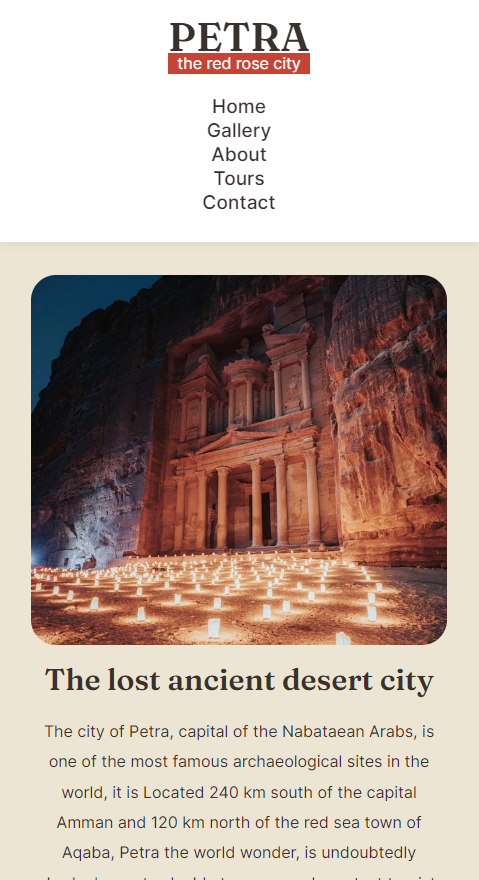 PETRA
the red rose city
Home
Gallery
About
Tours
Contact
The lost ancient desert city
The city of Petra, capital of the Nabataean Arabs, is
one of the most famous archaeological sites in the
world, it is Located 240 km south of the capital
Amman and 120 km north of the red sea town of
Aqaba, Petra the world wonder, is undoubtedly